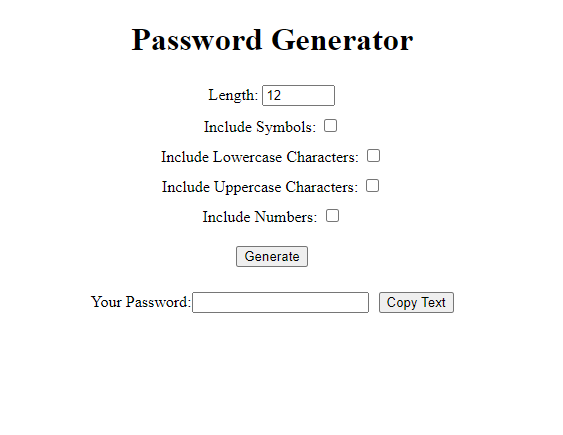 Password Generator
Length: 12
Include Symbols:
Include Lowercase Characters:
Include Uppercase Characters:
Include Numbers:
Generate
Your Password: Copy Text